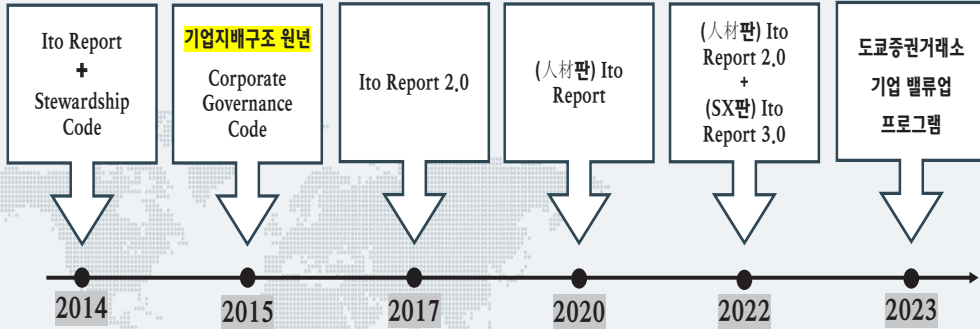 Ito Report
+
Stewardship
Code
기업지배구조 원년
Corporate
Governance
Code
Ito Report 2.0
(人材판) Ito
Report
(人材판) Ito
Report 2.0
+
(SX판) Ito
Report 3.0
도쿄증권거래소
기업 밸류업
프로그램
2014
2015
2017
2020
2022
2023